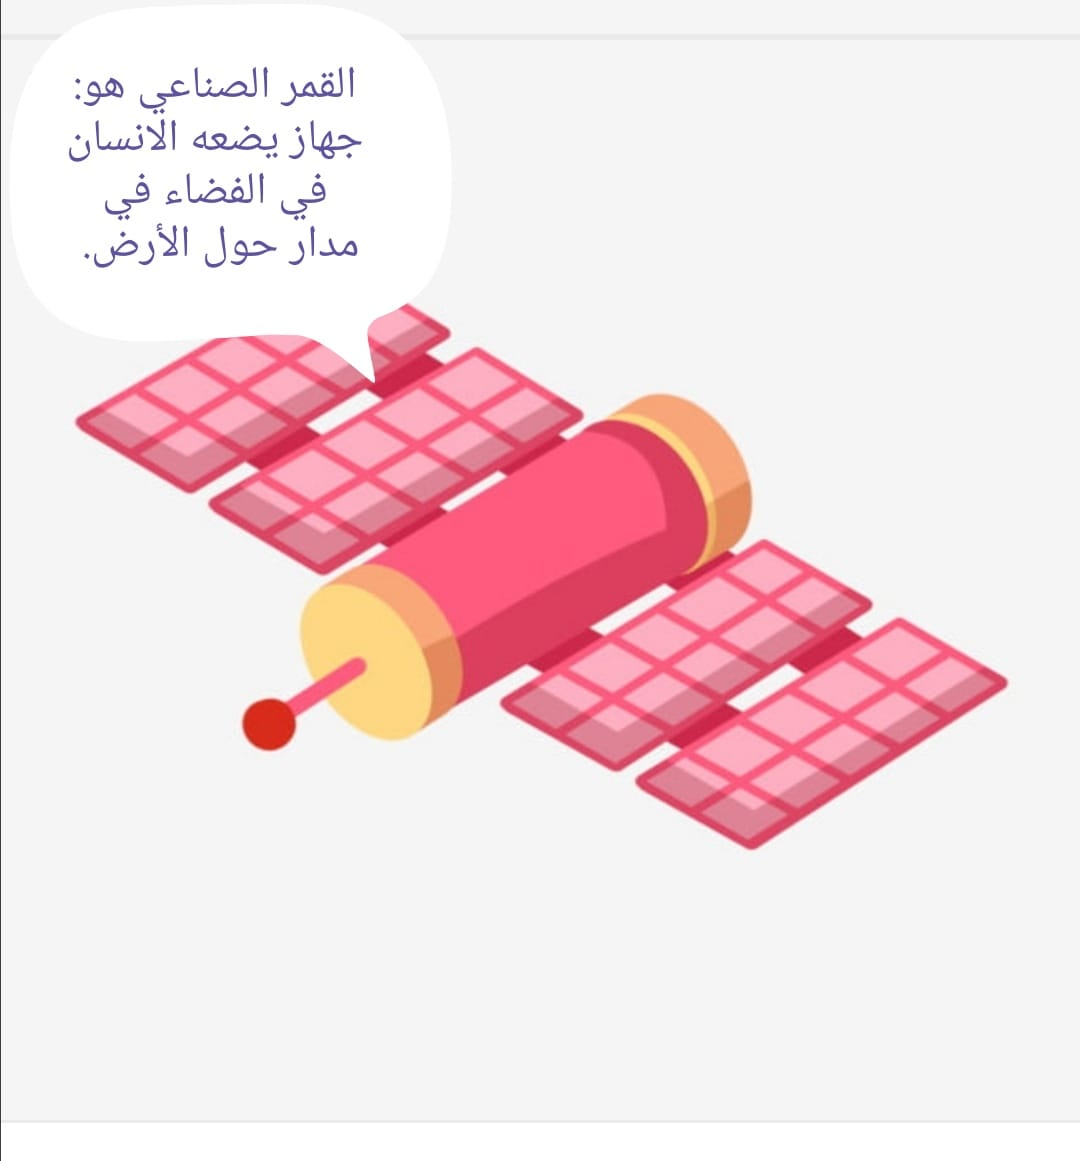 القمر الصناعي هو:
جهاز يضعه الانسان
في الفضاء في
مدار حول الأرض.